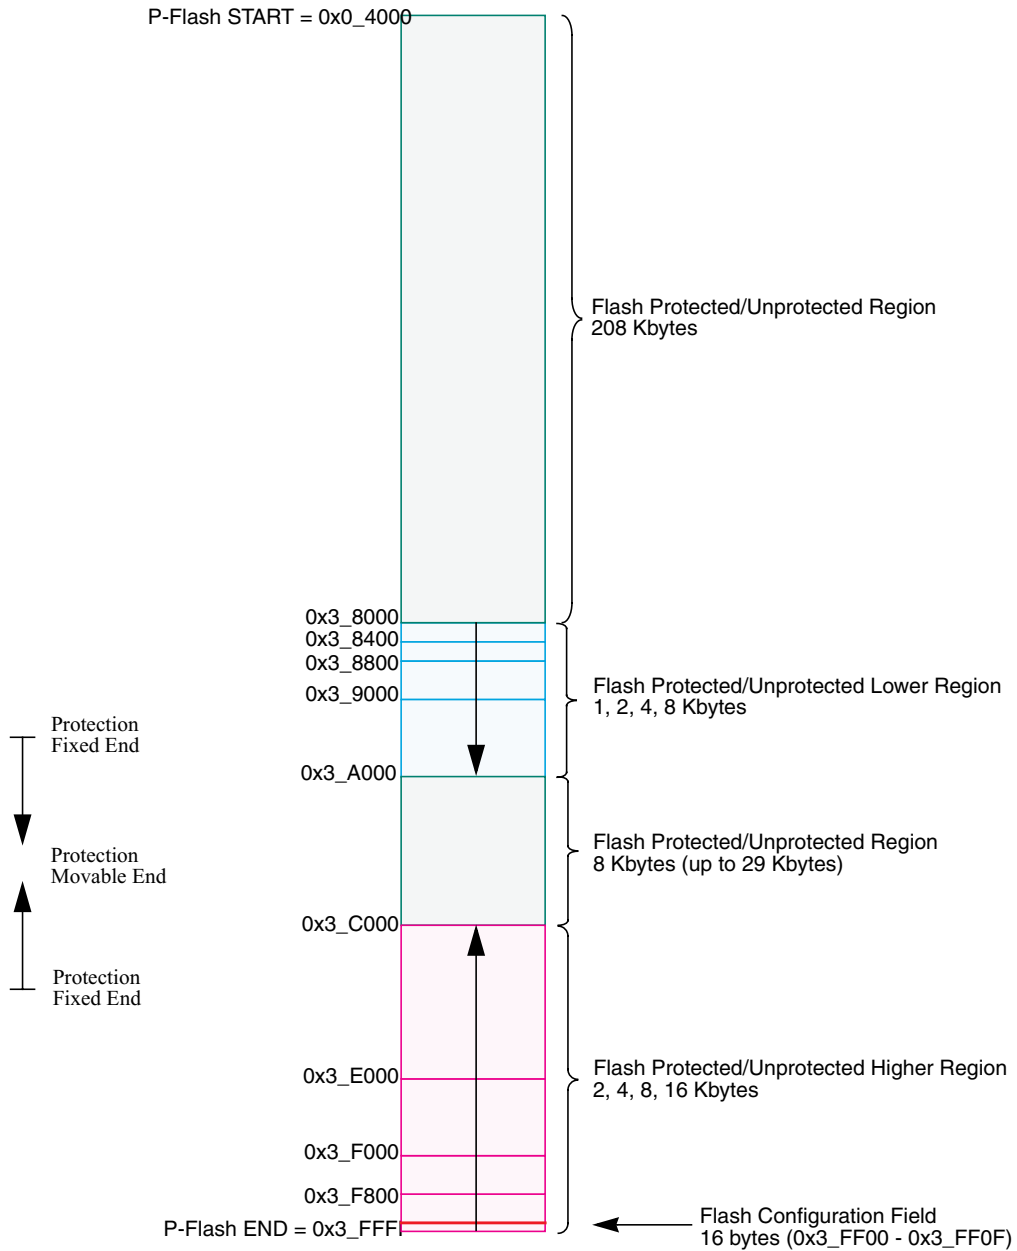 P-Flash START = 0x0_4000
Flash Protected/Unprotected Region
208 Kbytes
0x3_8000
0x3_8400
0x3_8800
0x3_9000
Flash Protected/Unprotected Lower Region
1, 2, 4, 8 Kbytes
Protection
Fixed End
0x3_A000
Flash Protected/Unprotected Region
8 Kbytes (up to 29 Kbytes)
Protection
Movable End
0x3_C000
Protection
Fixed End
Flash Protected/Unprotected Higher Region
2, 4, 8, 16 Kbytes
0x3_E000
0x3_F000
0x3_F800
P-Flash END = 0x3_FFFF
Flash Configuration Field
16 bytes (0x3_FF00 - 0x3_FF0F)